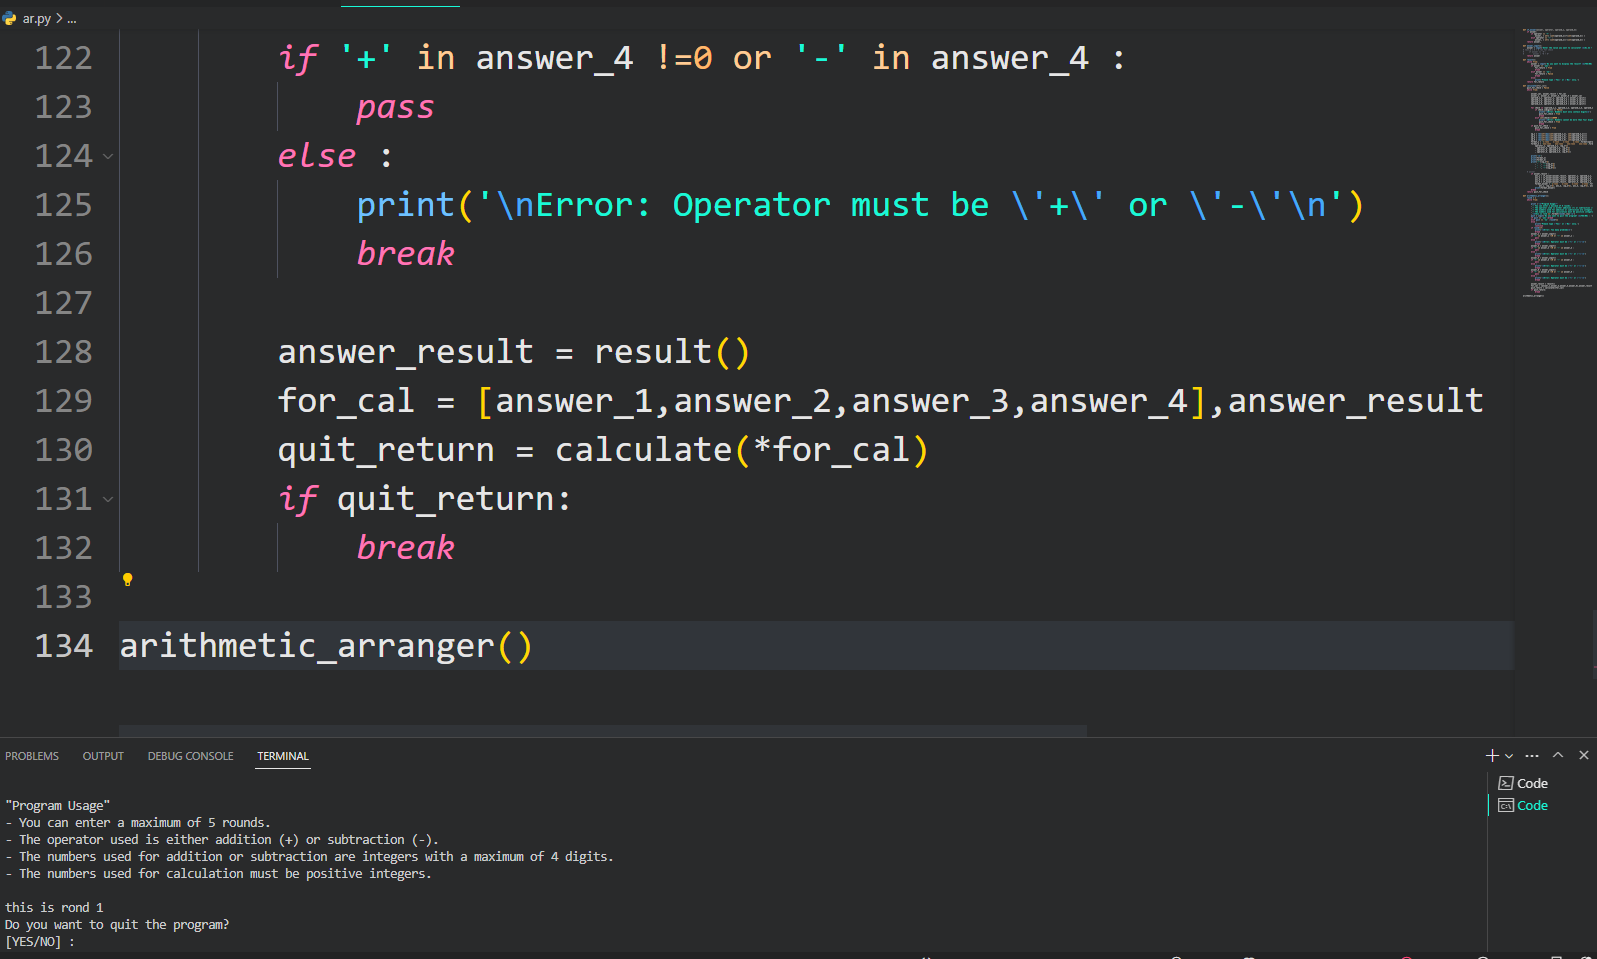 ar.py > ...
122 if '+' in answer_4 !=0 or '-' in answer_4 :
123 pass
124 else :
125 print('\nError: Operator must be \'+\' or \'-\'\n')
126 break
127
128 answer_result = result()
129 for_cal = [answer_1,answer_2,answer_3,answer_4],answer_result
130 quit_return = calculate(*for_cal)
131 if quit_return:
132 break
133
134 arithmetic_arranger()
PROBLEMS OUTPUT DEBUG CONSOLE TERMINAL
Code
Code
"Program Usage"
- You can enter a maximum of 5 rounds.
- The operator used is either addition (+) or subtraction (-).
- The numbers used for addition or subtraction are integers with a maximum of 4 digits.
- The numbers used for calculation must be positive integers.
this is rond 1
Do you want to quit the program?
[YES/NO] :